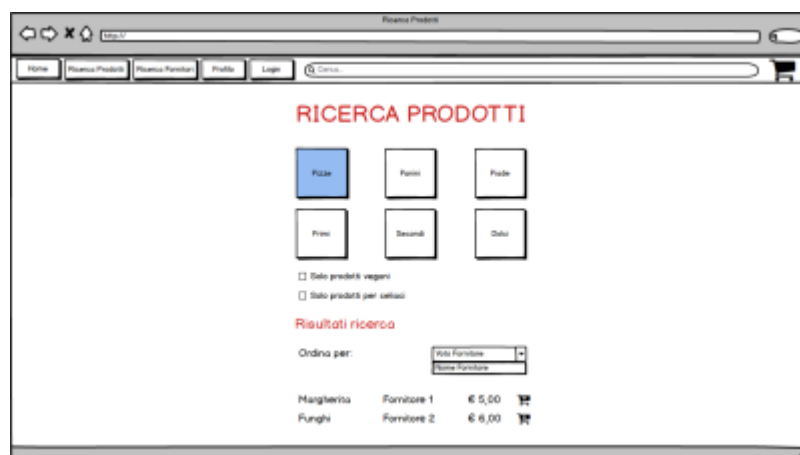 Ricerca Prodotti
http://
Home Ricerca Prodotti Ricerca Fornitori Profilo Login Cerca..
RICERCA PRODOTTI
Pizze Panini Piade
Primi Secondi Dolci
Solo prodotti vegani
Solo prodotti per celiaci
Risultati ricerca
Ordina per: Voto Fornitore
Nome Fornitore
Margherita Fornitore 1 € 5,00
Funghi Fornitore 2 € 6,00